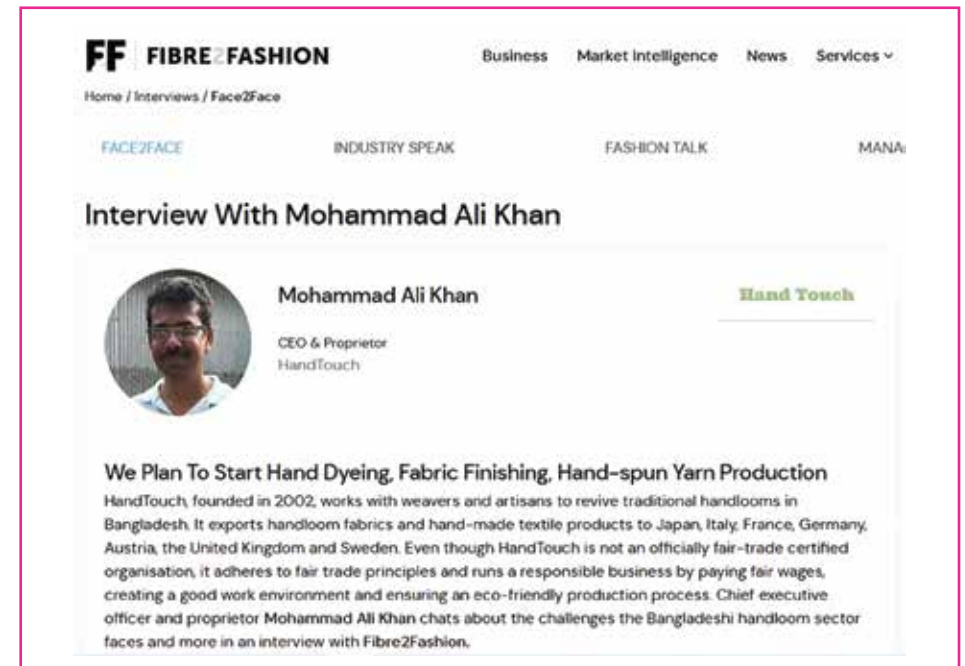 FF FIBRE2FASHION Business Market Intelligence News Services
Home / Interviews / Face2Face
FACE2FACE INDUSTRY SPEAK FASHION TALK MANA
Interview With Mohammad Ali Khan
Mohammad Ali Khan
Hand Touch
CEO & Proprietor
HandTouch
We Plan To Start Hand Dyeing, Fabric Finishing, Hand-spun Yarn Production
HandTouch, founded in 2002, works with weavers and artisans to revive traditional handlooms in
Bangladesh. It exports handloom fabrics and hand-made textile products to Japan, Italy, France, Germany,
Austria, the United Kingdom and Sweden. Even though HandTouch is not an officially fair-trade certified
organisation, it adheres to fair trade principles and runs a responsible business by paying fair wages,
creating a good work environment and ensuring an eco-friendly production process. Chief executive
officer and proprietor Mohammad Ali Khan chats about the challenges the Bangladeshi handloom sector
faces and more in an interview with Fibre2Fashion.